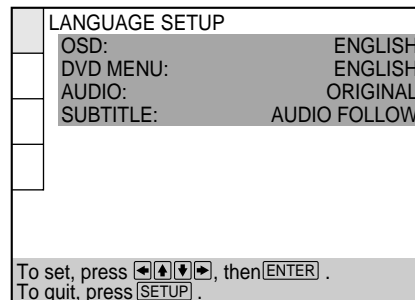 LANGUAGE SETUP
OSD: ENGLISH
DVD MENU: ENGLISH
AUDIO: ORIGINAL
SUBTITLE: AUDIO FOLLOW
To set, press ←↑↓→, then ENTER .
To quit, press SETUP .